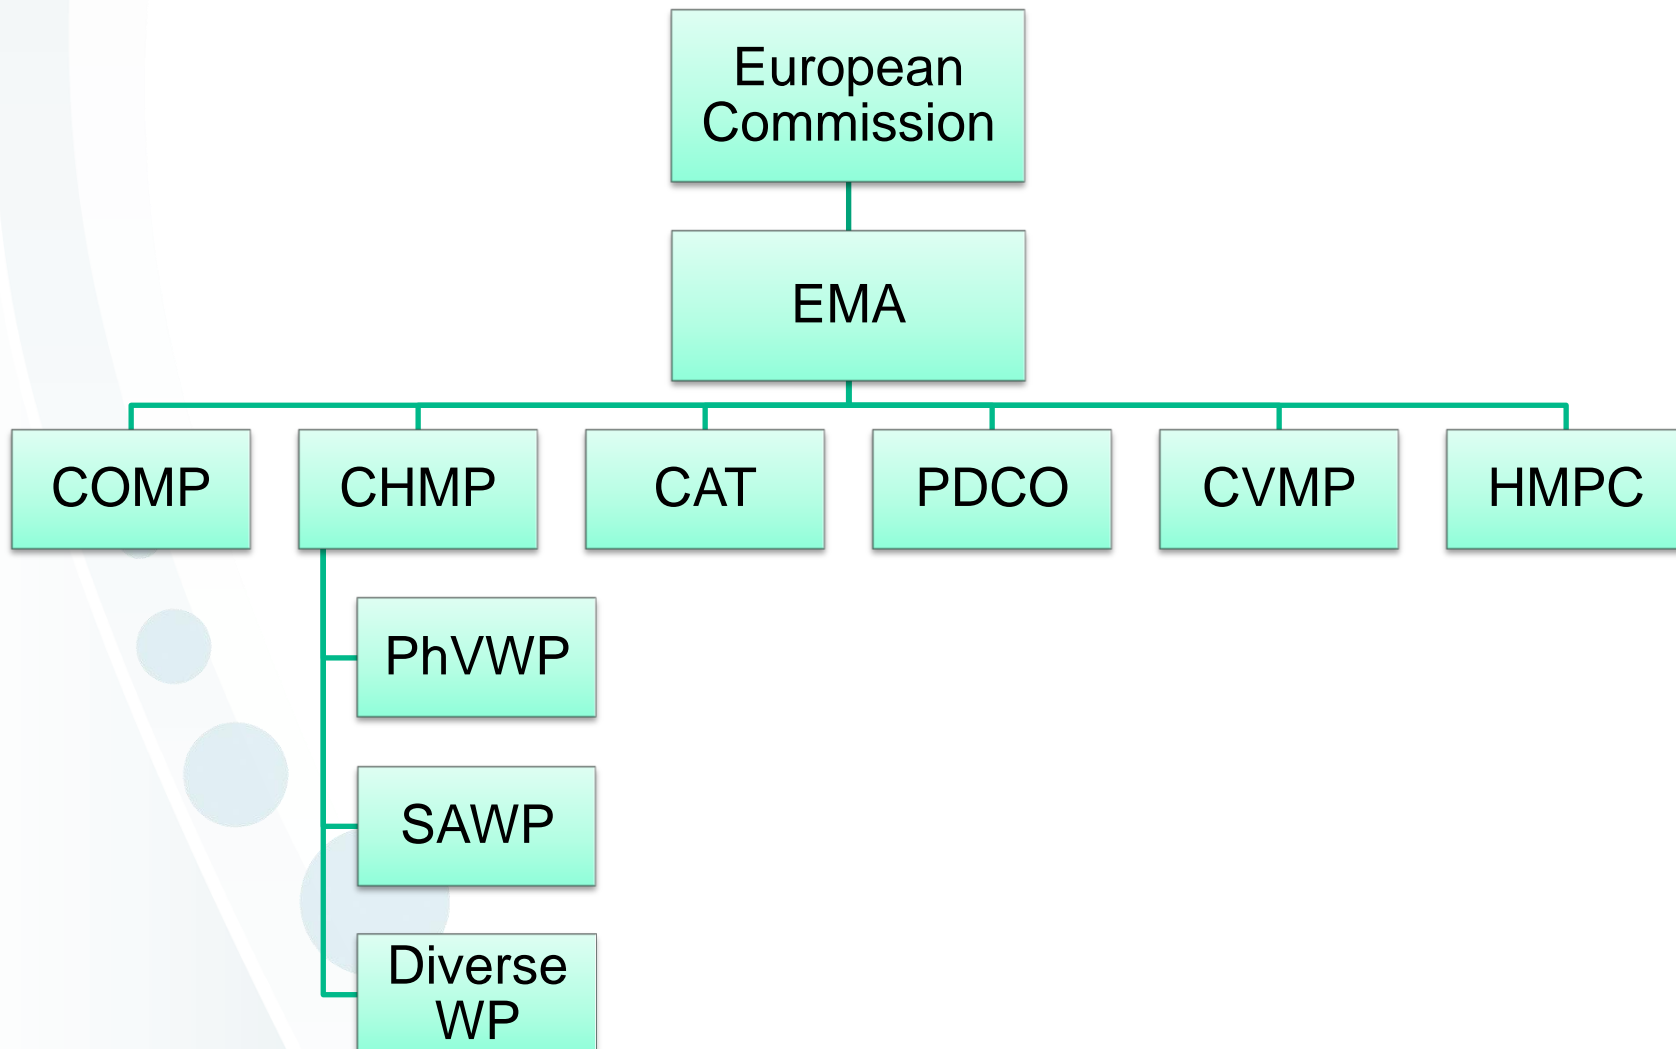 European
Commission
EMA
COMP
CHMP
CAT
PDCO
CVMP
HMPC
PhVWP
SAWP
Diverse
WP